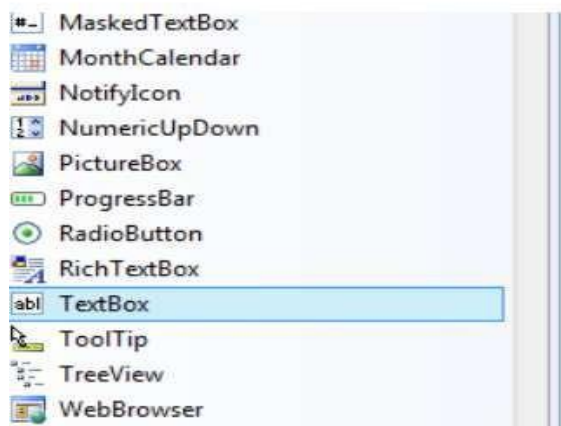 MaskedTextBox
MonthCalendar
NotifyIcon
NumericUpDown
PictureBox
ProgressBar
RadioButton
RichTextBox
abl TextBox
ToolTip
TreeView
WebBrowser